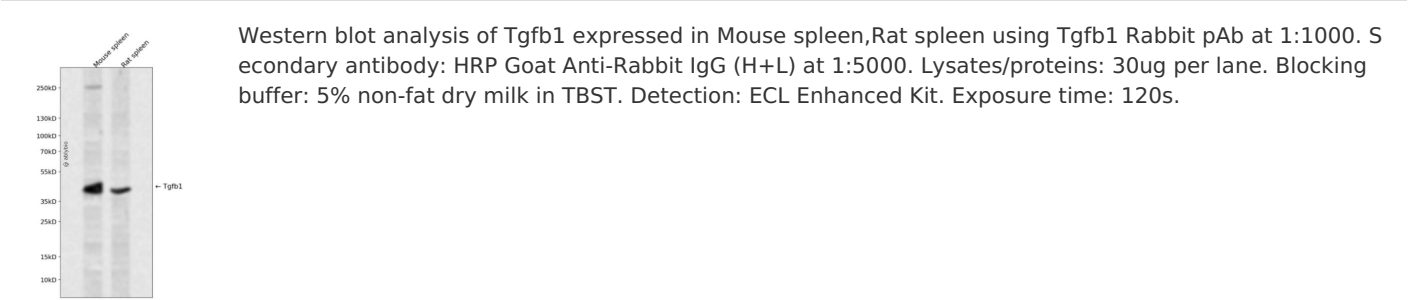 Mouse spleen
Rat spleen
Western blot analysis of Tgfb1 expressed in Mouse spleen,Rat spleen using Tgfb1 Rabbit pAb at 1:1000. S
econdary antibody: HRP Goat Anti-Rabbit IgG (H+L) at 1:5000. Lysates/proteins: 30ug per lane. Blocking
buffer: 5% non-fat dry milk in TBST. Detection: ECL Enhanced Kit. Exposure time: 120s.
250kD
130kD
100kD
70kD
55kD
← Tgfb1
35kD
25kD
15kD
10kD